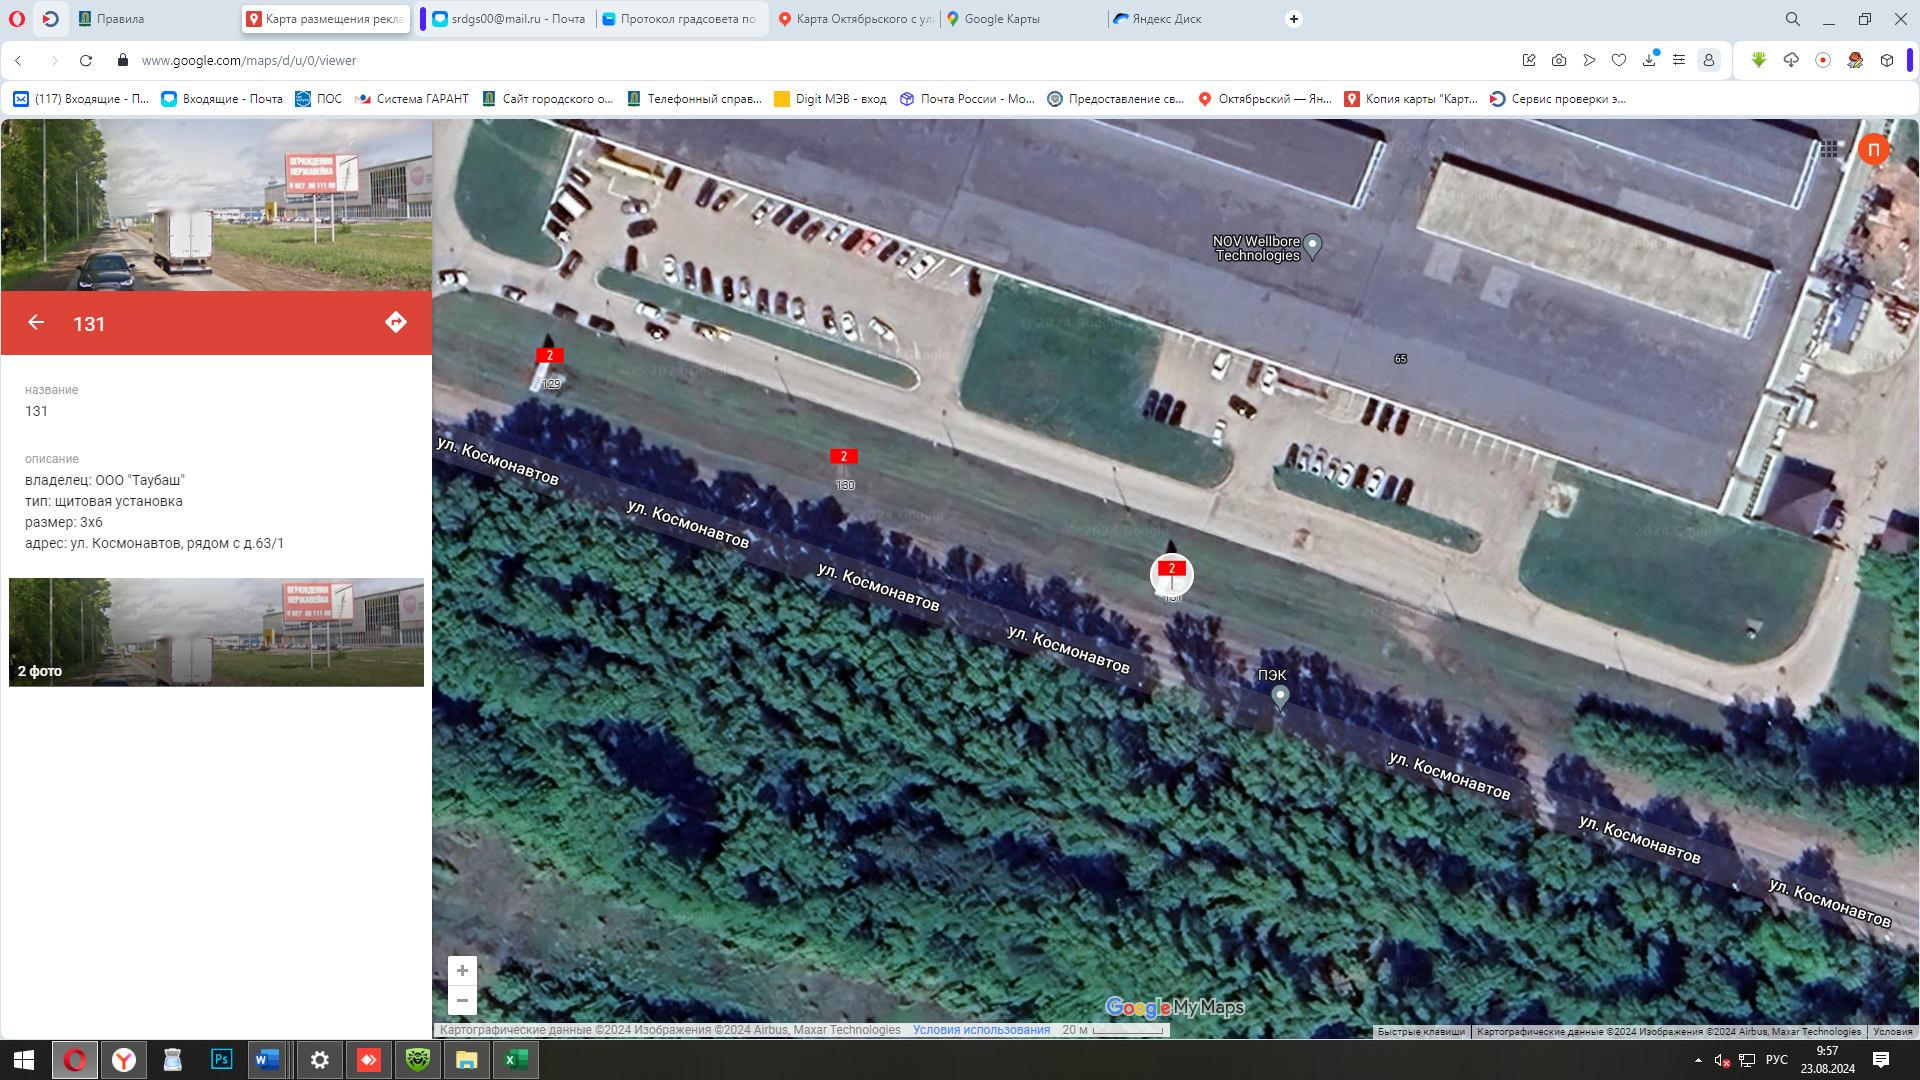 Правила
Карта размещения рекла
srdgs00@mail.ru - Почта
Протокол градсовета по
Карта Октябрьского с ули
Google Карты
Яндекс Диск
www.google.com/maps/d/u/0/viewer
(117) Входящие - П...
Входящие - Почта
ПОС
Система ГАРАНТ
Сайт городского о...
Телефонный справ...
Digit МЭВ - вход
Почта России - Мо...
Предоставление св...
Октябрьский — Ян...
Копия карты "Карт...
Сервис проверки э...
ОГРАЖДЕНИЯ
НЕРЖАВЕЙКА
131
название
131
описание
владелец: ООО "Таубаш"
тип: щитовая установка
размер: 3х6
адрес: ул. Космонавтов, рядом с д.63/1
ОГРАЖДЕНИЯ
НЕРЖАВЕЙКА
2 фото
П
NOV Wellbore
Technologies
65
2
129
2
130
2
131
ул. Космонавтов
ул. Космонавтов
ул. Космонавтов
ул. Космонавтов
ПЭК
ул. Космонавтов
ул. Космонавтов
ул. Космонавтов
Google My Maps
Картографические данные ©2024 Изображения ©2024 Airbus, Maxar Technologies
Условия использования
20 м
Быстрые клавиши
Картографические данные ©2024 Изображения ©2024 Airbus, Maxar Technologies
Условия
РУС
9:57
23.08.2024